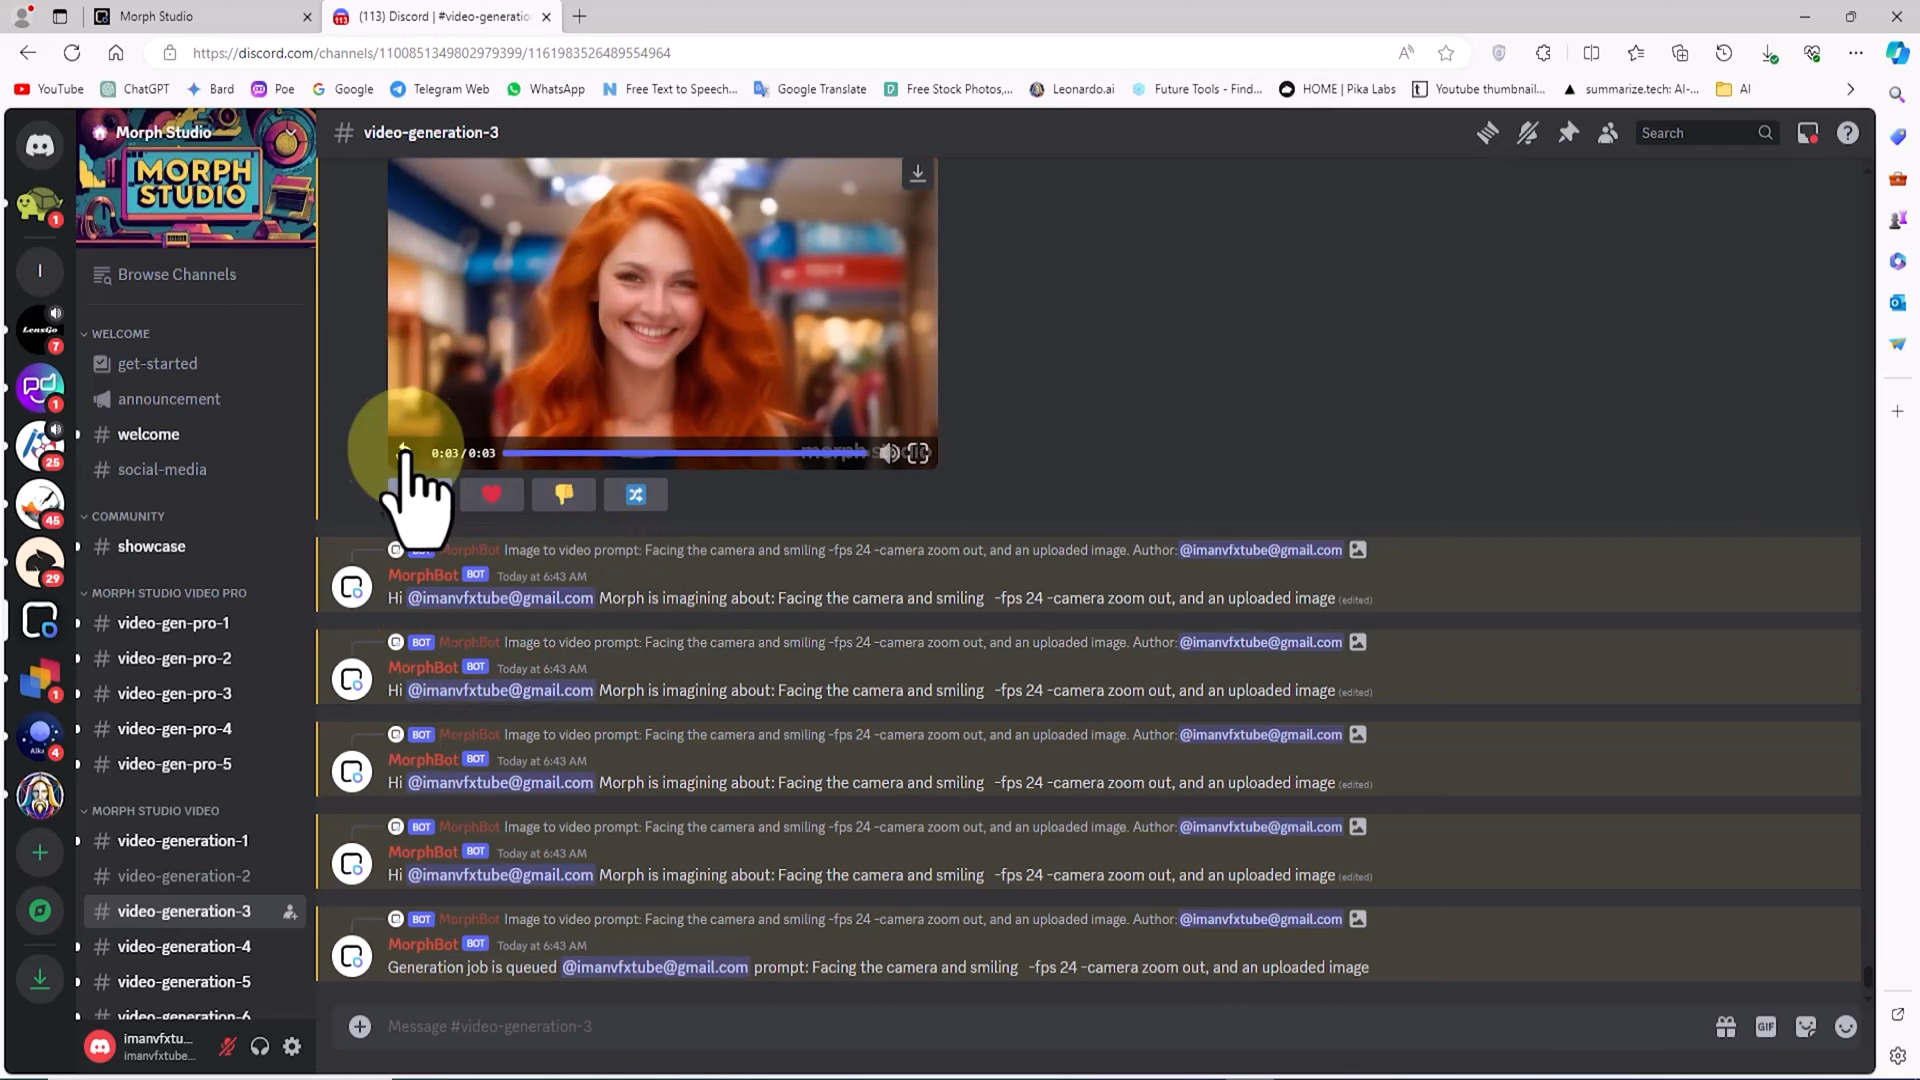 Morph Studio
(113) Discord | #video-generatio
https://discord.com/channels/1100851349802979399/1161983526489554964
YouTube
ChatGPT
Bard
Poe
Google
Telegram Web
WhatsApp
Free Text to Speech...
Google Translate
Free Stock Photos,...
Leonardo.ai
Future Tools - Find...
HOME | Pika Labs
Youtube thumbnail...
summarize.tech: AI-...
AI
Morph Studio
MORPH
STUDIO
Browse Channels
WELCOME
get-started
announcement
welcome
social-media
COMMUNITY
showcase
MORPH STUDIO VIDEO PRO
video-gen-pro-1
video-gen-pro-2
video-gen-pro-3
video-gen-pro-4
video-gen-pro-5
MORPH STUDIO VIDEO
video-generation-1
video-generation-2
video-generation-3
video-generation-4
video-generation-5
video-generation-6
imanvfxtu...
imanvfxtube...
1
I
LensGo
7
1
25
45
29
1
Alka
4
video-generation-3
Search
0:03/0:03
morph studio
BOT MorphBot Image to video prompt: Facing the camera and smiling -fps 24 -camera zoom out, and an uploaded image. Author: @imanvfxtube@gmail.com
MorphBot BOT Today at 6:43 AM
Hi @imanvfxtube@gmail.com Morph is imagining about: Facing the camera and smiling -fps 24 -camera zoom out, and an uploaded image (edited)
BOT MorphBot Image to video prompt: Facing the camera and smiling -fps 24 -camera zoom out, and an uploaded image. Author: @imanvfxtube@gmail.com
MorphBot BOT Today at 6:43 AM
Hi @imanvfxtube@gmail.com Morph is imagining about: Facing the camera and smiling -fps 24 -camera zoom out, and an uploaded image (edited)
BOT MorphBot Image to video prompt: Facing the camera and smiling -fps 24 -camera zoom out, and an uploaded image. Author: @imanvfxtube@gmail.com
MorphBot BOT Today at 6:43 AM
Hi @imanvfxtube@gmail.com Morph is imagining about: Facing the camera and smiling -fps 24 -camera zoom out, and an uploaded image (edited)
BOT MorphBot Image to video prompt: Facing the camera and smiling -fps 24 -camera zoom out, and an uploaded image. Author: @imanvfxtube@gmail.com
MorphBot BOT Today at 6:43 AM
Hi @imanvfxtube@gmail.com Morph is imagining about: Facing the camera and smiling -fps 24 -camera zoom out, and an uploaded image (edited)
BOT MorphBot Image to video prompt: Facing the camera and smiling -fps 24 -camera zoom out, and an uploaded image. Author: @imanvfxtube@gmail.com
MorphBot BOT Today at 6:43 AM
Generation job is queued @imanvfxtube@gmail.com prompt: Facing the camera and smiling -fps 24 -camera zoom out, and an uploaded image
Message #video-generation-3
GIF